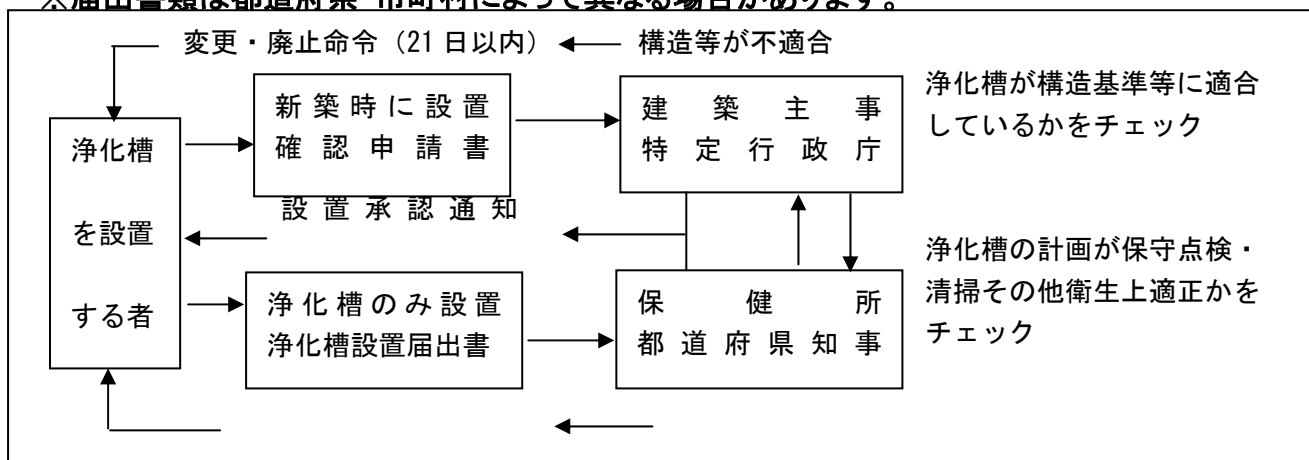 ※届出書類は都道府県・市町村によって異なる場合があります。
変更・廃止命令（21日以内） 構造等が不適合
浄化槽
を設置
する者
新築時に設置
確認申請書
建築主事
特定行政庁
浄化槽が構造基準等に適合
しているかをチェック
設置承認通知
浄化槽のみ設置
浄化槽設置届出書
保健所
都道府県知事
浄化槽の計画が保守点検・
清掃その他衛生上適正かを
チェック